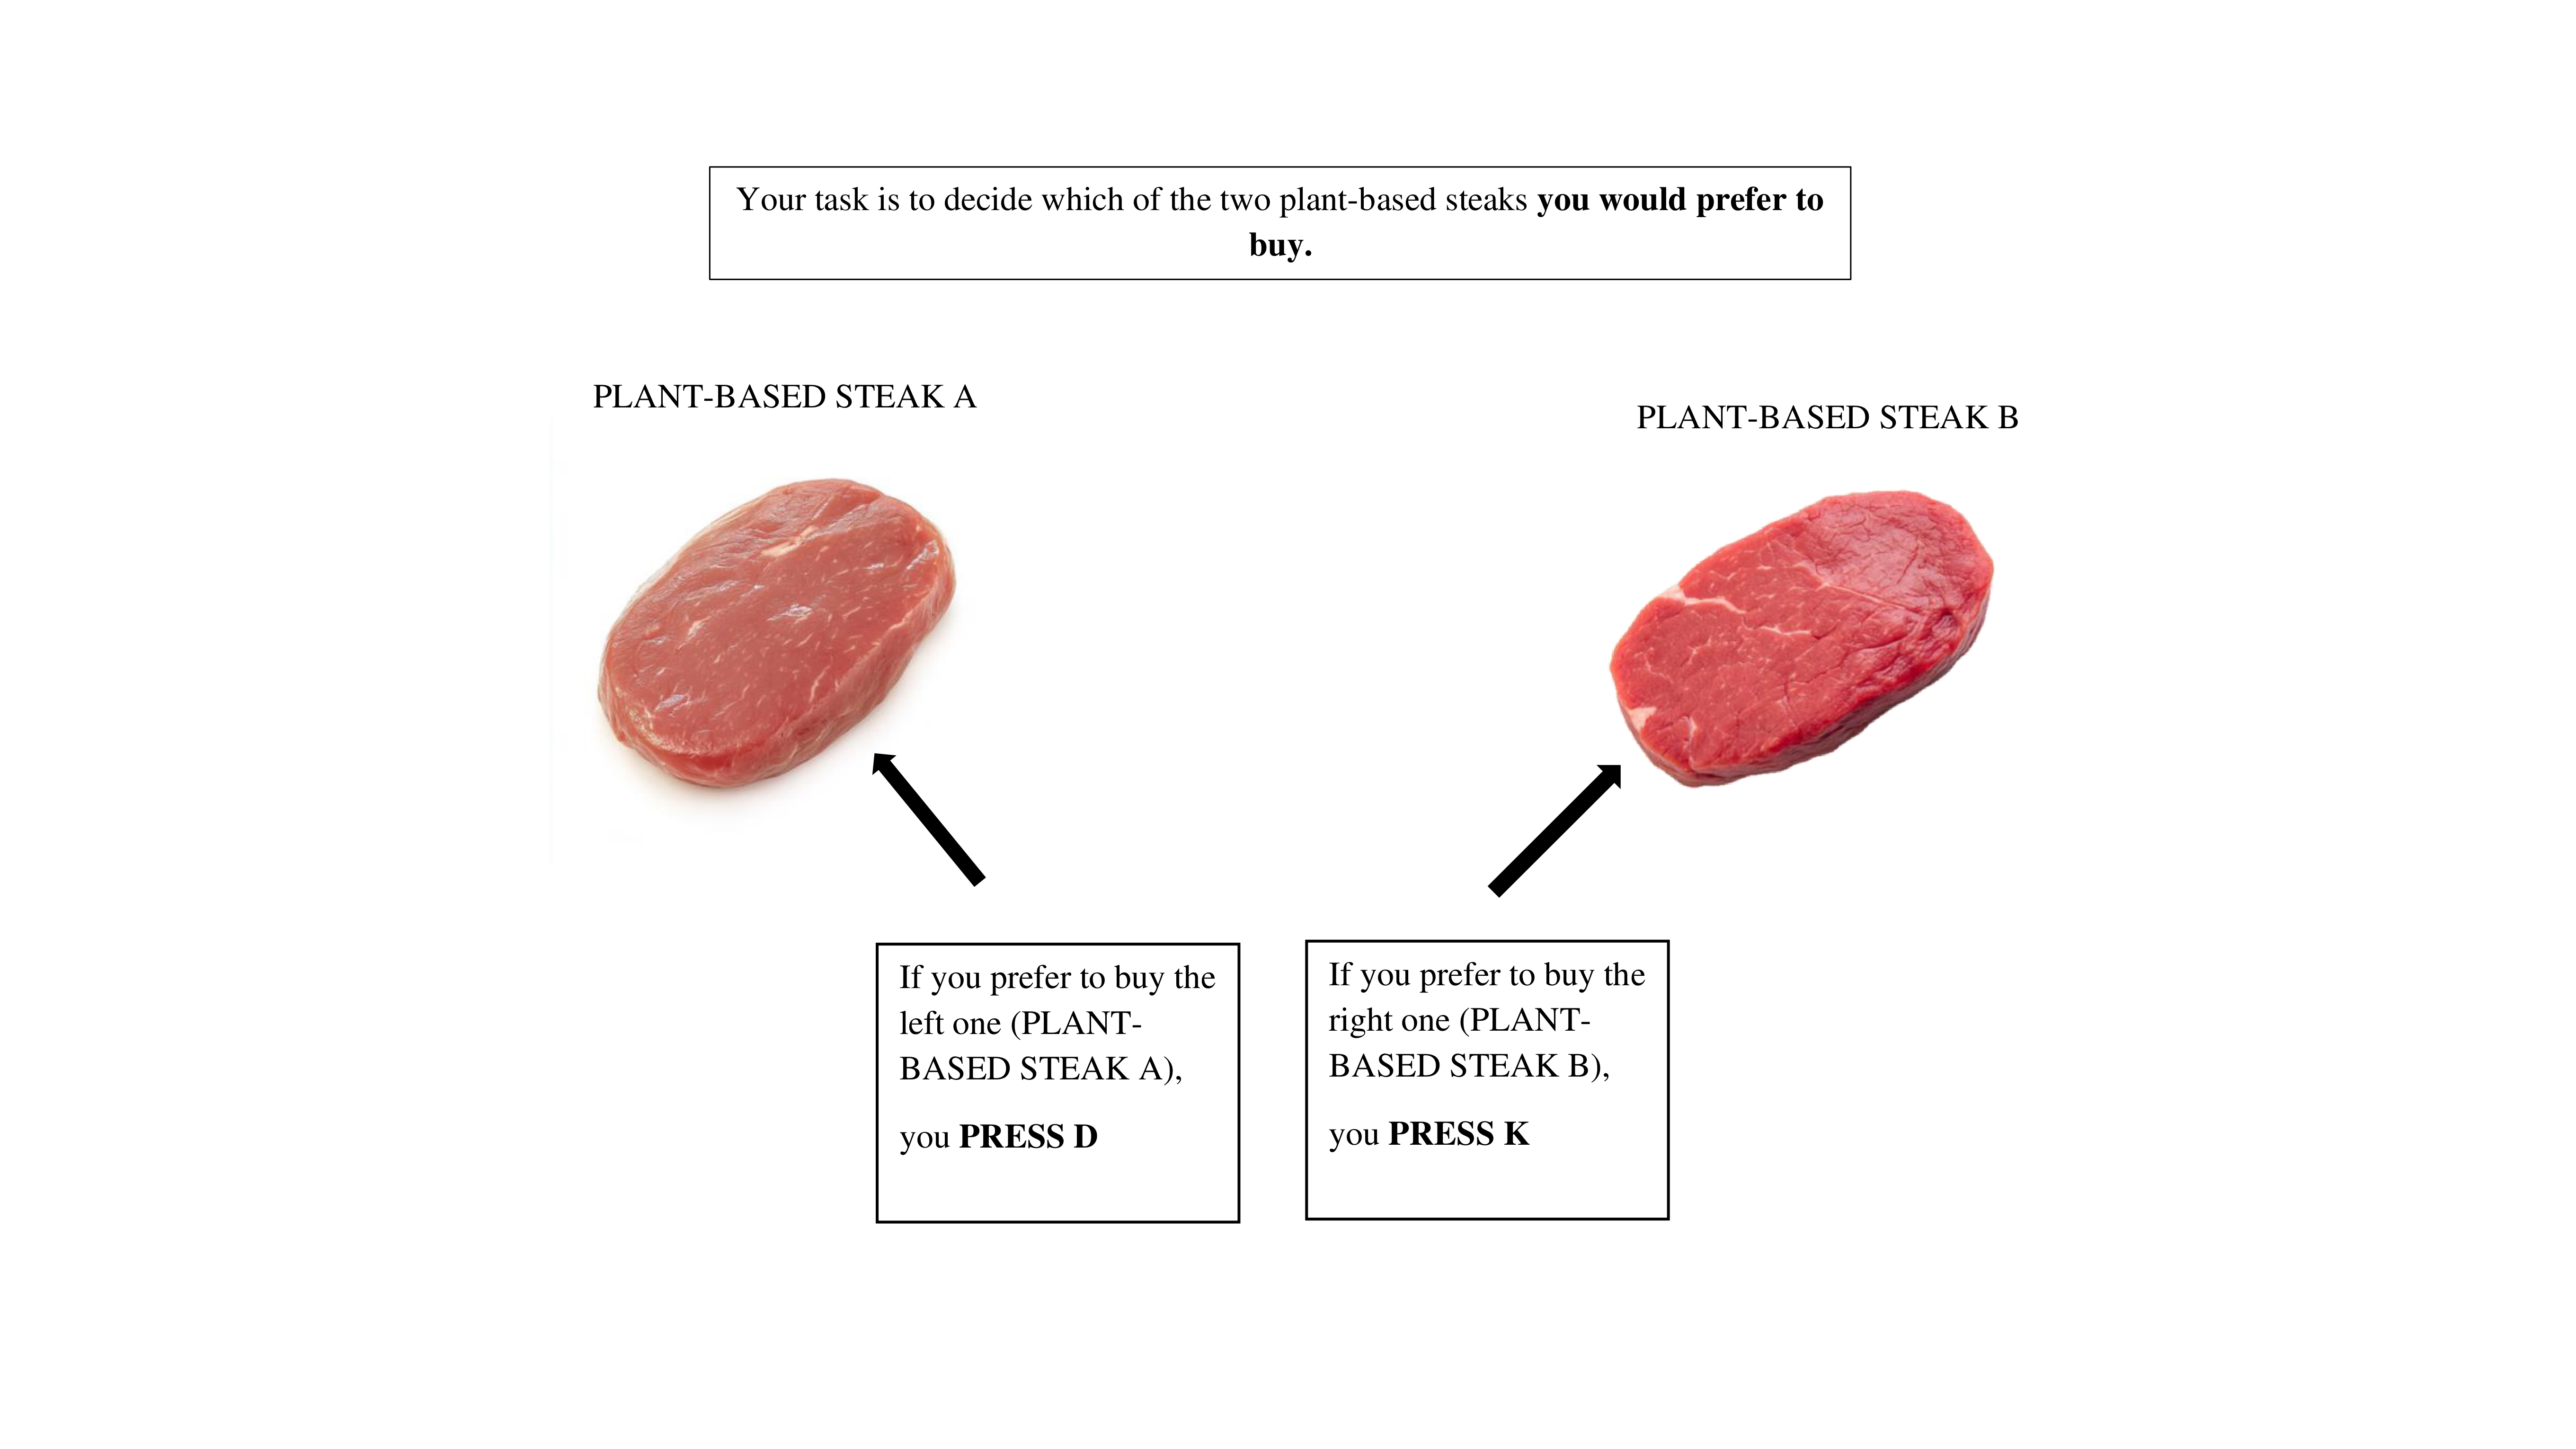 Your task is to decide which of the two plant-based steaks you would prefer to
buy.
PLANT-BASED STEAK A
PLANT-BASED STEAK B
If you prefer to buy the
left one (PLANT-
BASED STEAK A),
you PRESS D
If you prefer to buy the
right one (PLANT-
BASED STEAK B),
you PRESS K